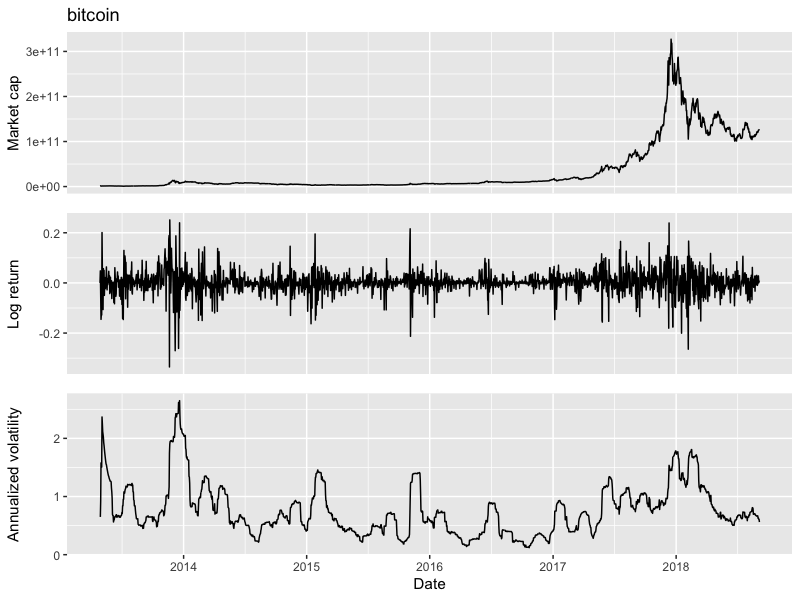 bitcoin
Market cap
3e+11
2e+11
1e+11
0e+00
Log return
0.2
0.0
-0.2
Annualized volatility
2
1
0
2014 2015 2016 2017 2018
Date